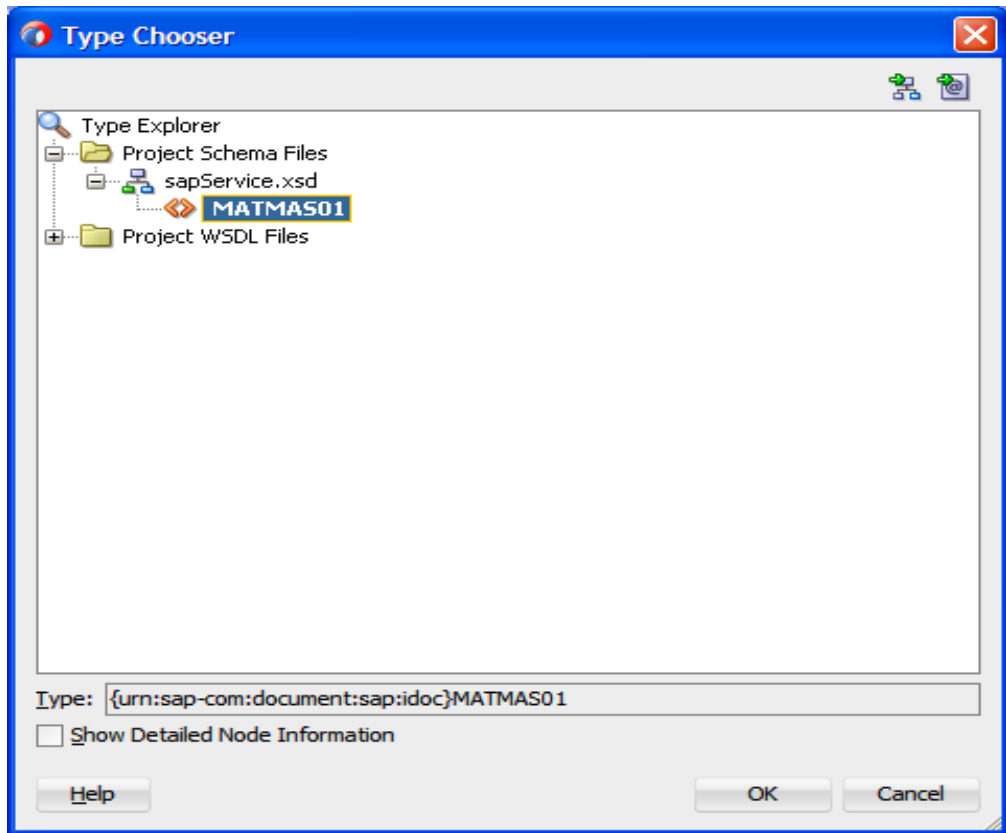 Type Chooser
Type Explorer
Project Schema Files
sapService.xsd
MATMAS01
Project WSDL Files
Type: {urn:sap-com:document:sap:idoc}MATMAS01
Show Detailed Node Information
Help OK Cancel